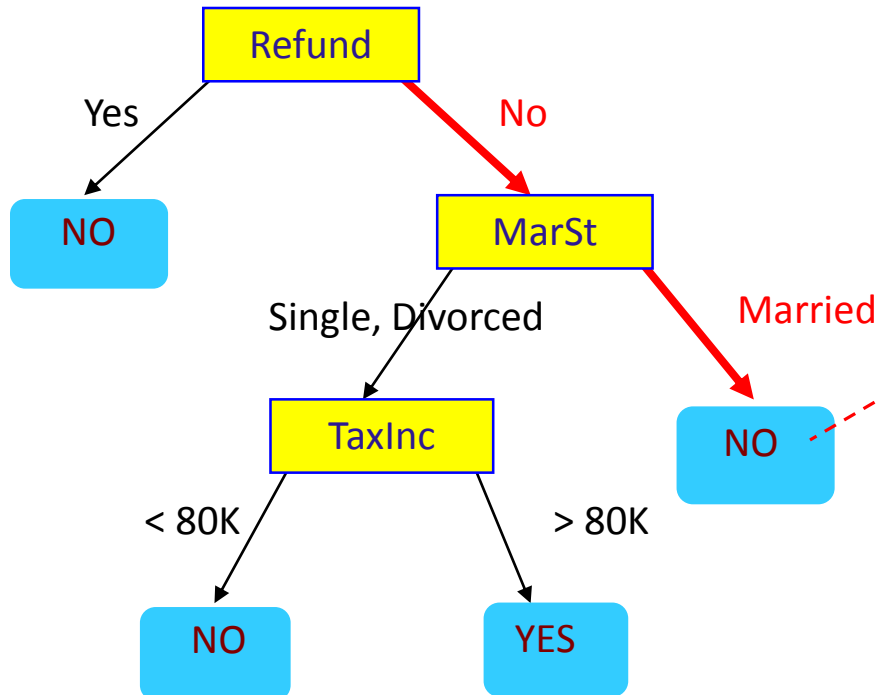 Refund
Yes
No
NO
MarSt
Single, Divorced
Married
TaxInc
NO
< 80K
> 80K
NO
YES